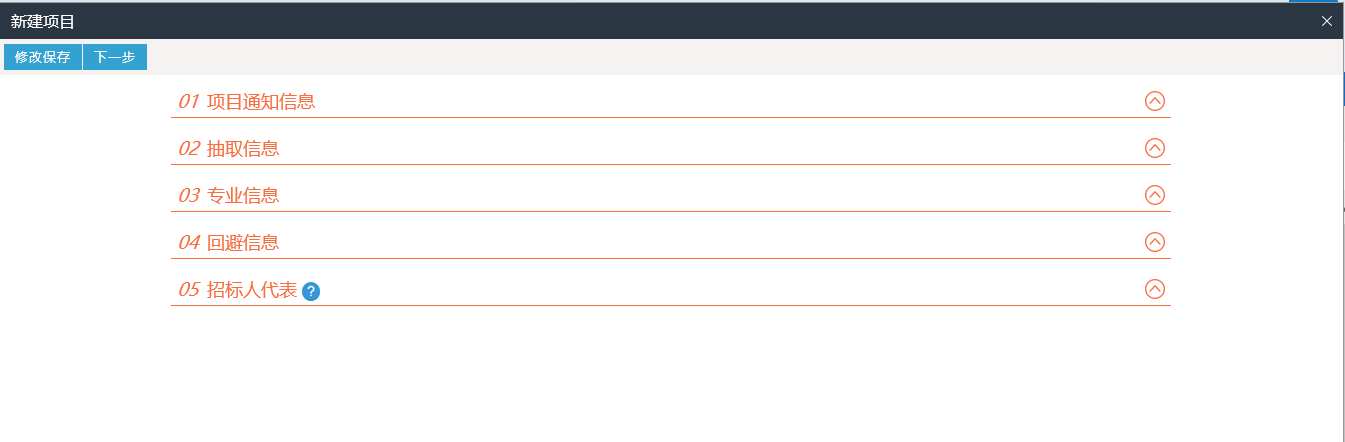 新建项目
修改保存 下一步
01 项目通知信息
02 抽取信息
03 专业信息
04 回避信息
05 招标人代表 ?